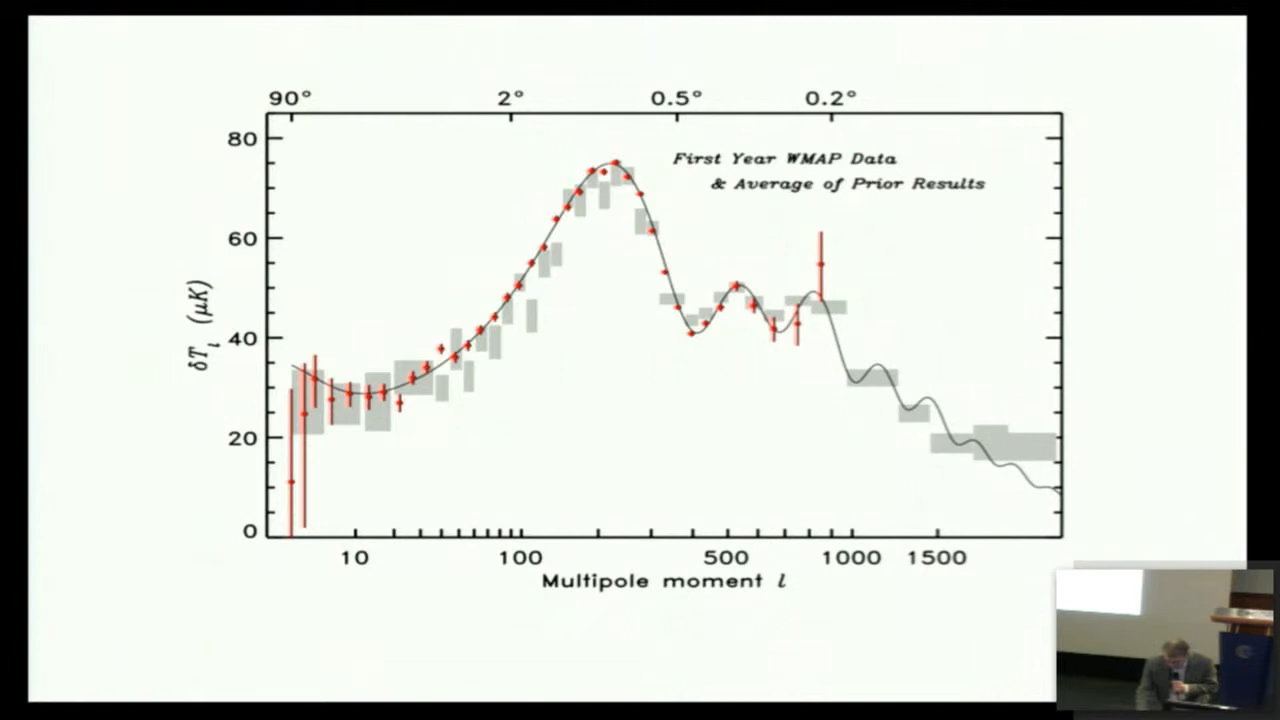 90° 2° 0.5° 0.2°
80
First Year WMAP Data
& Average of Prior Results
60
δT_l (μK)
40
20
0
10 100 500 1000 1500
Multipole moment l